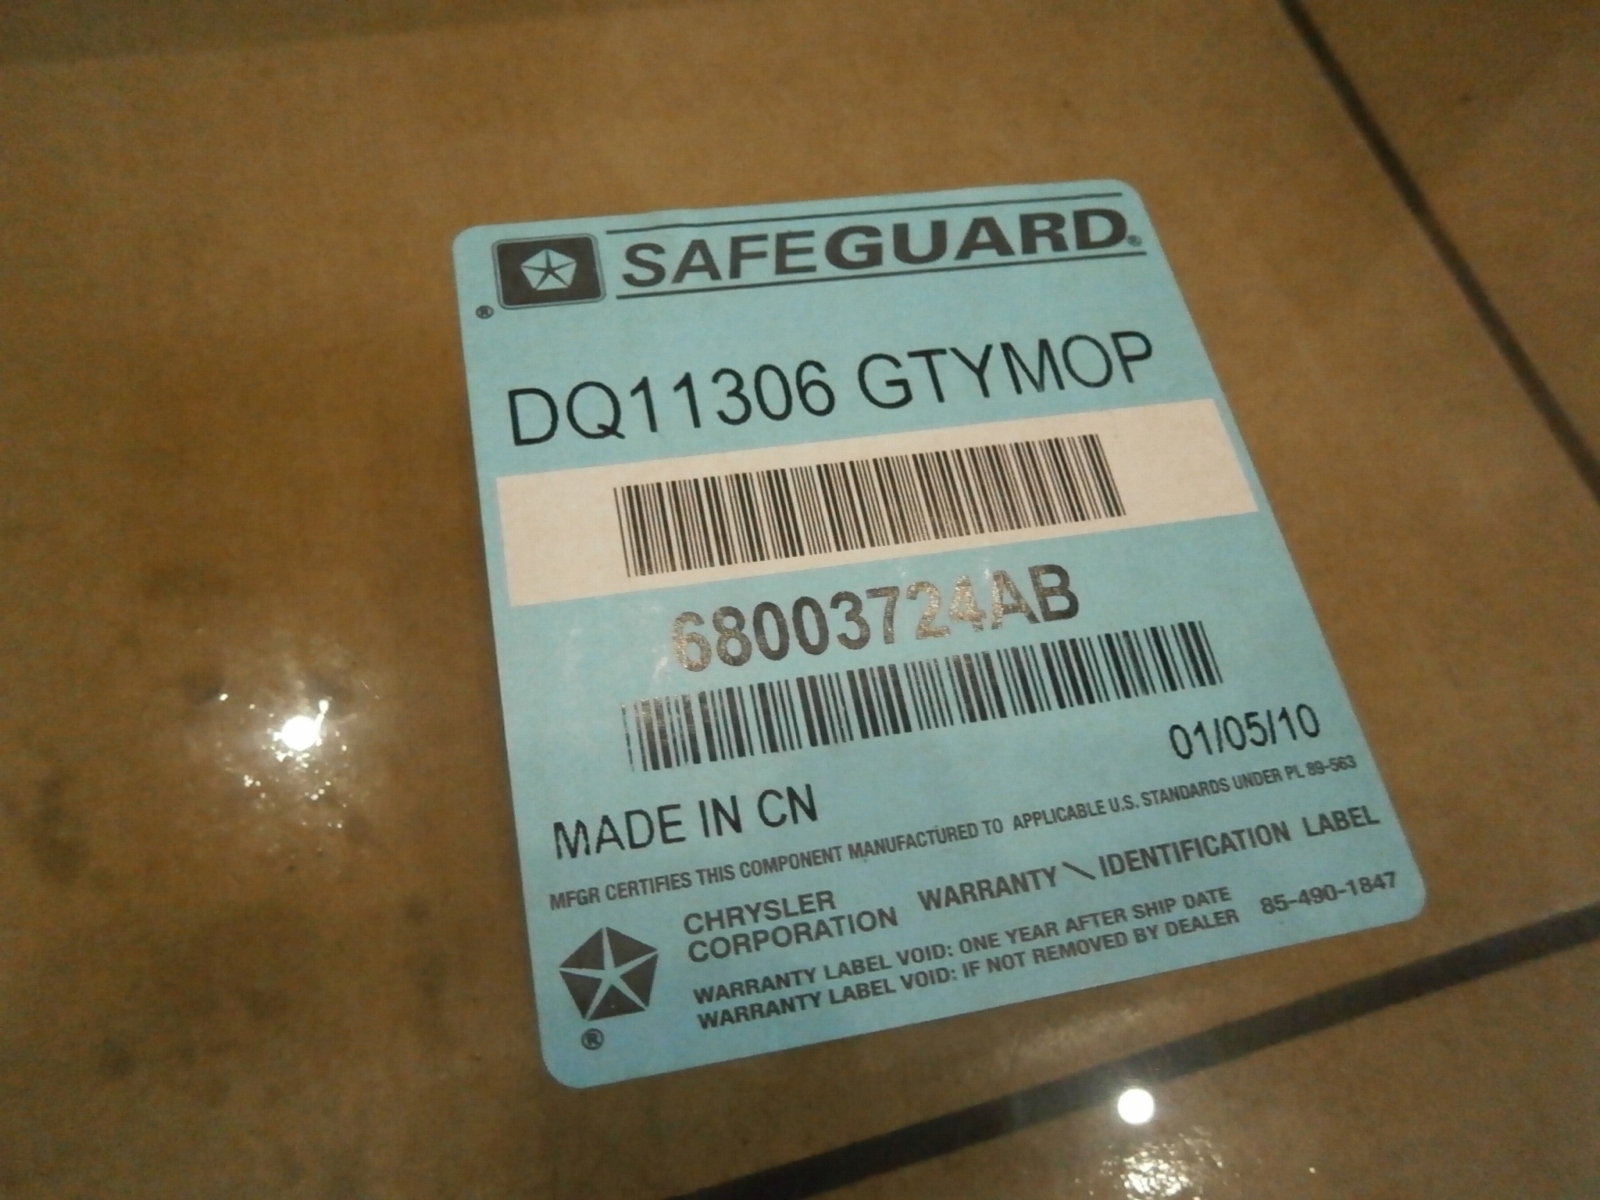 SAFEGUARD®
®
DQ11306 GTYMOP
68003724AB
01/05/10
MADE IN CN
MFGR CERTIFIES THIS COMPONENT MANUFACTURED TO APPLICABLE U.S. STANDARDS UNDER PL 89-563
CHRYSLER
CORPORATION WARRANTY \ IDENTIFICATION LABEL
WARRANTY LABEL VOID: ONE YEAR AFTER SHIP DATE 85-490-1847
WARRANTY LABEL VOID: IF NOT REMOVED BY DEALER
®